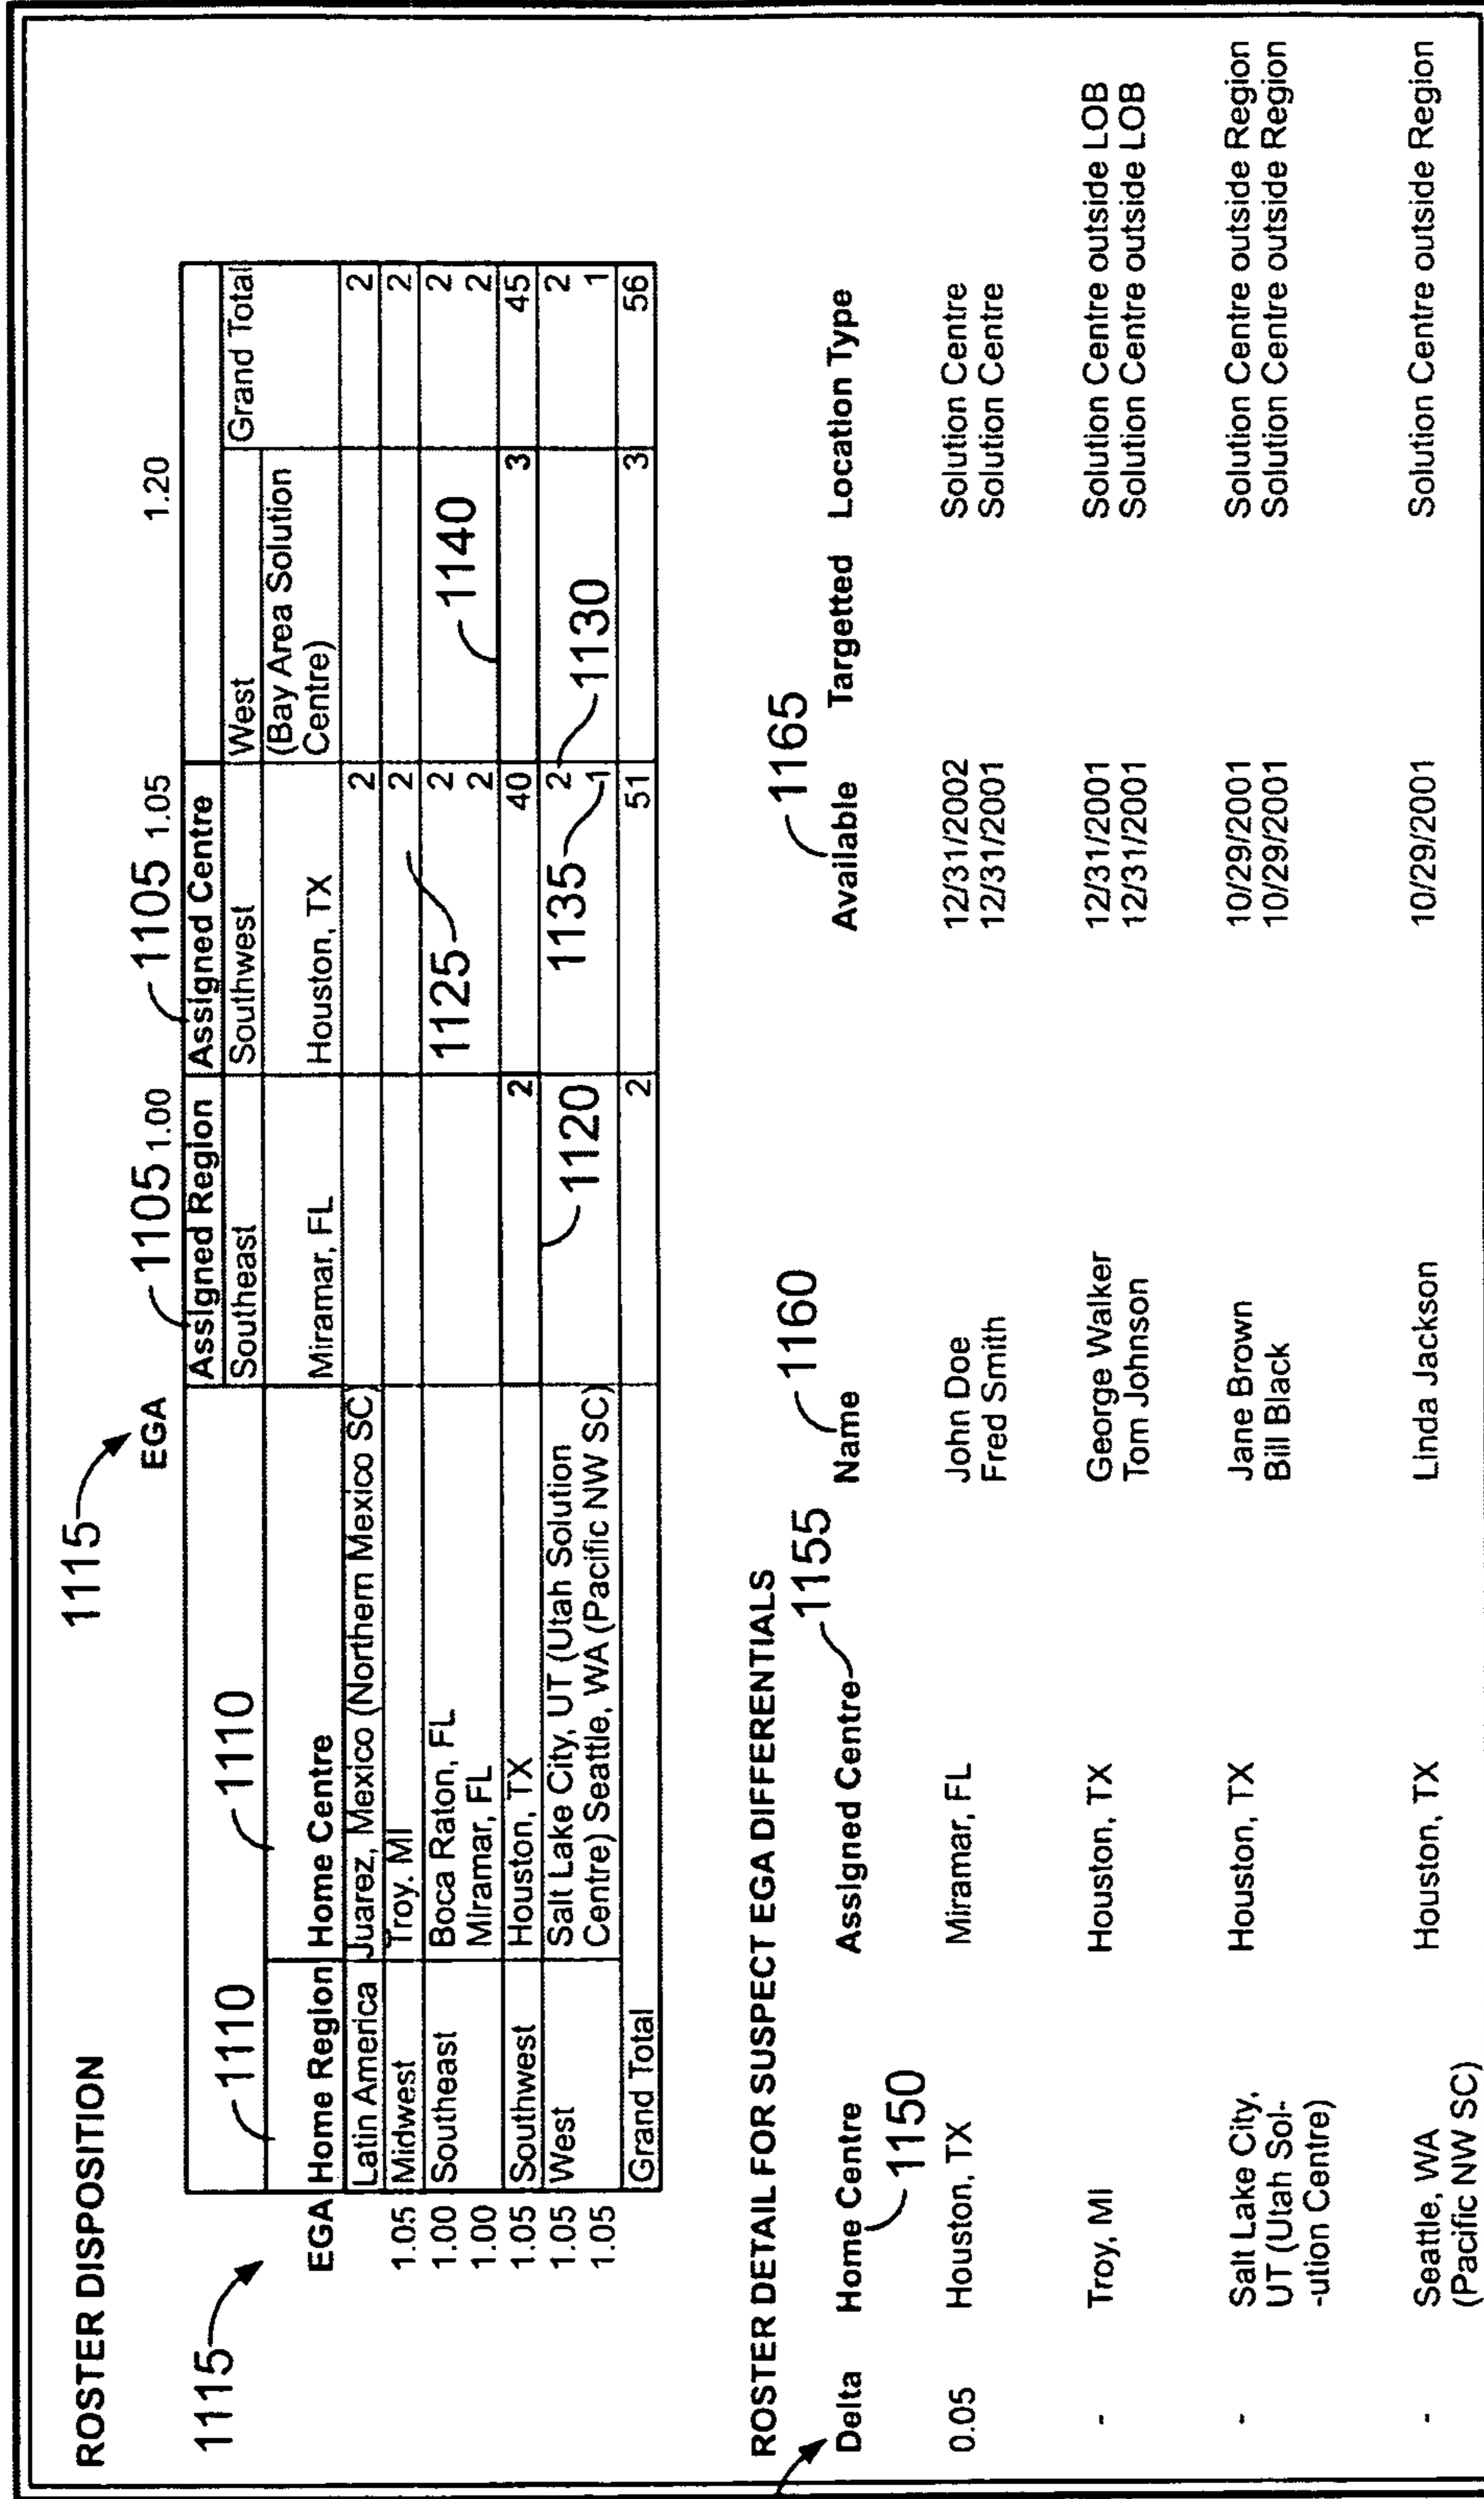 ROSTER DISPOSITION
1115
EGA 1105 1.00 1105 1.05 1.20
1115 1110 1110 Assigned Region Assigned Centre
Southeast Southwest West Grand Total
EGA Home Region Home Centre Miramar, FL Houston, TX (Bay Area Solution
Centre)
Latin America Juarez, Mexico (Northern Mexico SC) 2 2
1.05 Midwest Troy. MI 2 2
1.00 Southeast Boca Raton, FL 1125 2 1140 2
1.00 Miramar, FL 2 2
1.05 Southwest Houston, TX 2 40 3 45
1.05 West Salt Lake City, UT (Utah Solution 1120 1135 2 1130 2
1.05 Centre) Seattle, WA (Pacific NW SC) 1 1
Grand Total 2 51 3 56
ROSTER DETAIL FOR SUSPECT EGA DIFFERENTIALS
1155 1160 1165
Delta Home Centre Assigned Centre Name Available Targetted Location Type
1150
0.05 Houston, TX Miramar, FL John Doe 12/31/2002 Solution Centre
Fred Smith 12/31/2001 Solution Centre
- Troy, MI Houston, TX George Walker 12/31/2001 Solution Centre outside LOB
Tom Johnson 12/31/2001 Solution Centre outside LOB
- Salt Lake City, Houston, TX Jane Brown 10/29/2001 Solution Centre outside Region
UT (Utah Sol- Bill Black 10/29/2001 Solution Centre outside Region
-ution Centre)
- Seattle, WA Houston, TX Linda Jackson 10/29/2001 Solution Centre outside Region
(Pacific NW SC)